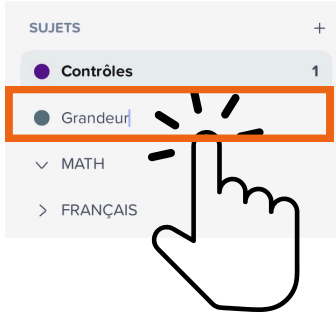 SUJETS +
Contrôles 1
Grandeur
MATH
FRANÇAIS